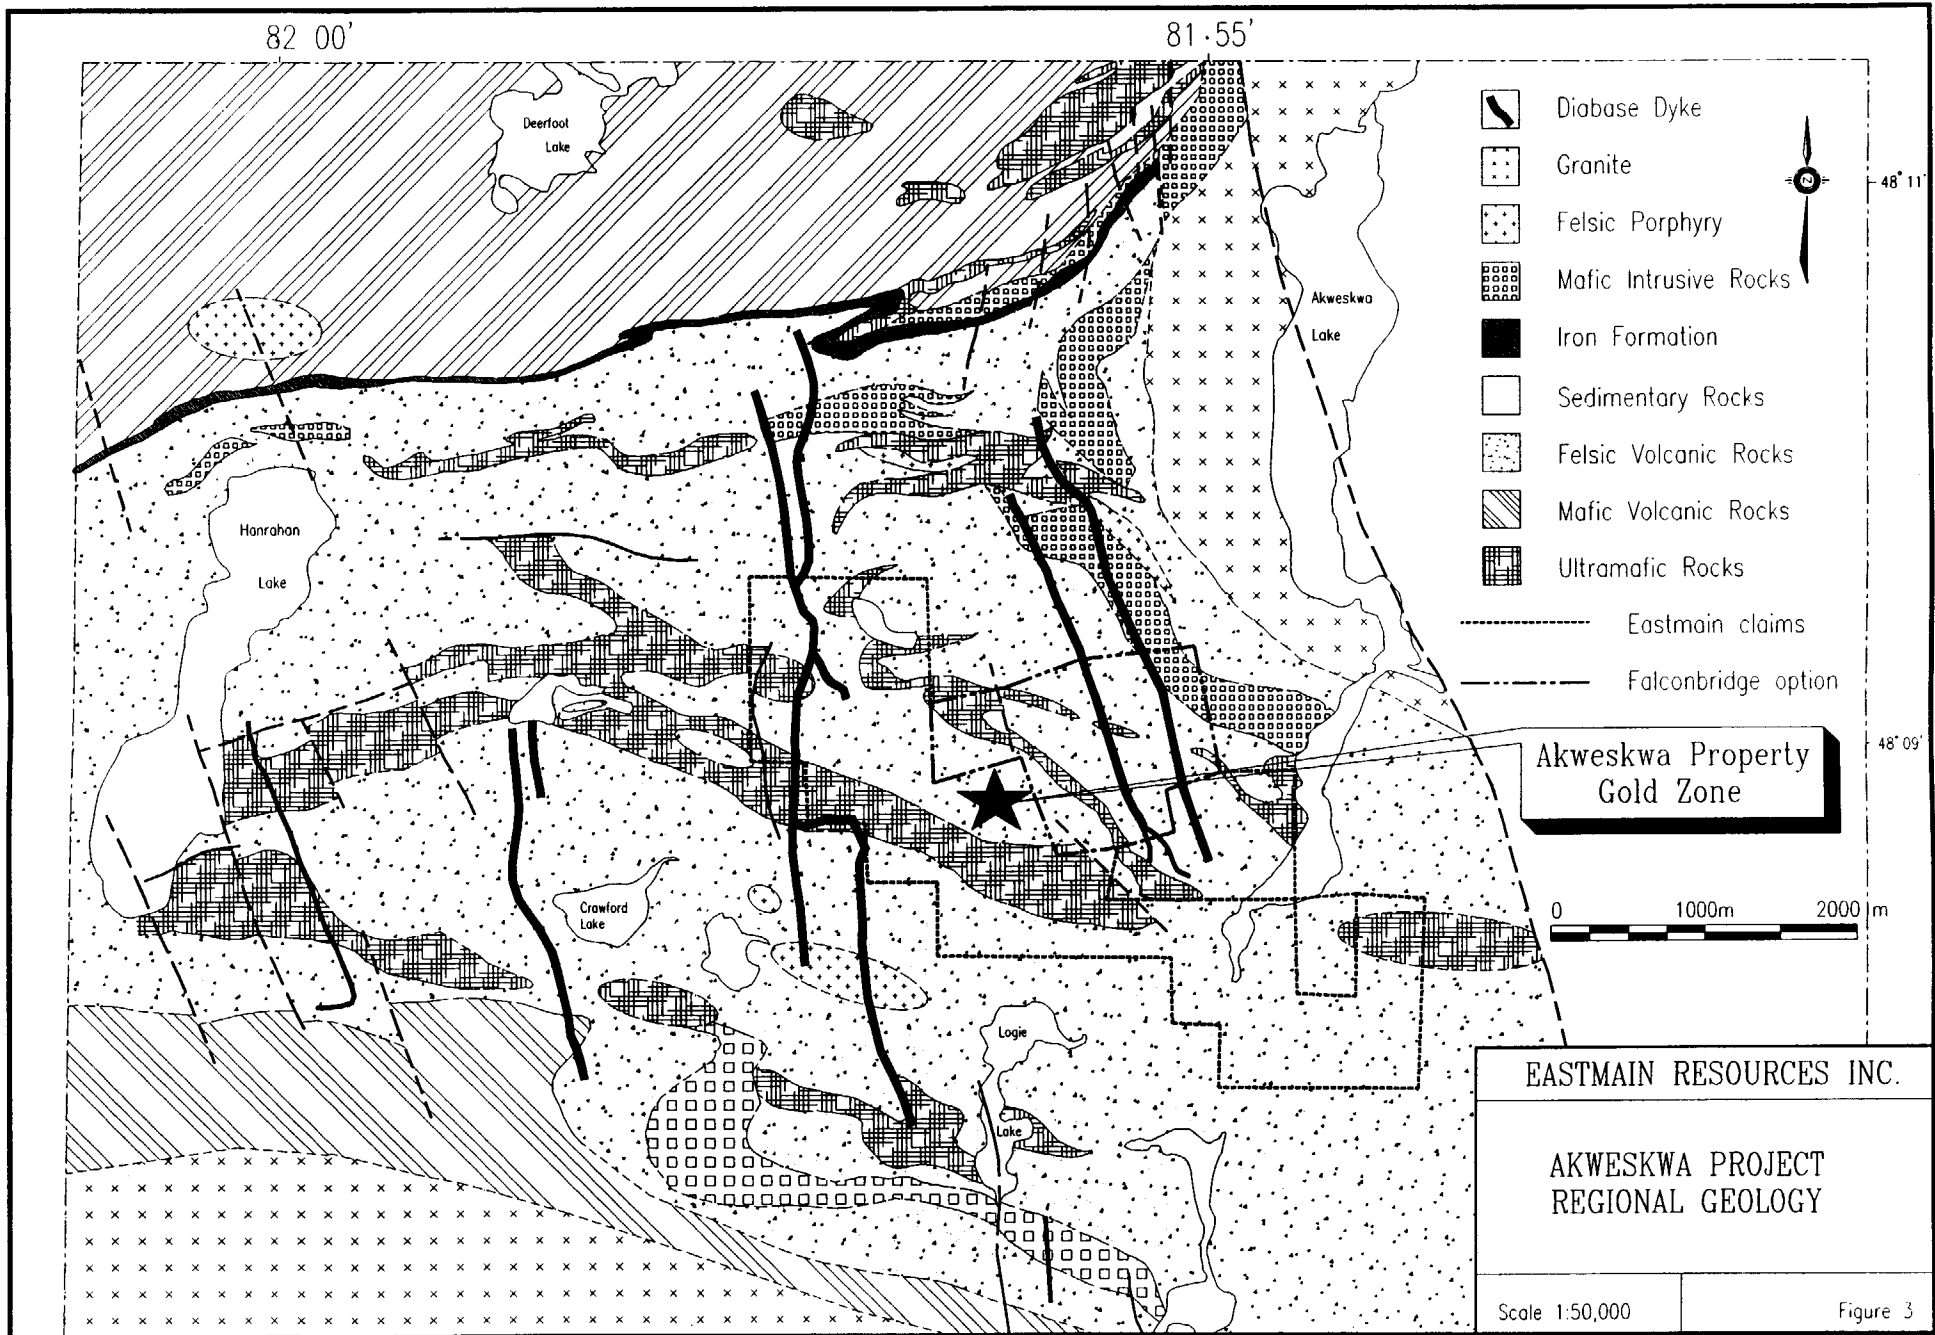 82 00'
81·55'
Deerfoot
Lake
Diabase Dyke
Granite
Felsic Porphyry
Mafic Intrusive Rocks
Iron Formation
Sedimentary Rocks
Felsic Volcanic Rocks
Mafic Volcanic Rocks
Ultramafic Rocks
Eastmain claims
Falconbridge option
N
48° 11'
Akweskwa
Lake
Hanrahan
Lake
48° 09'
Akweskwa Property
Gold Zone
0 1000m 2000 m
Crawford
Lake
Logie
Lake
EASTMAIN RESOURCES INC.
AKWESKWA PROJECT
REGIONAL GEOLOGY
Scale 1:50,000
Figure 3